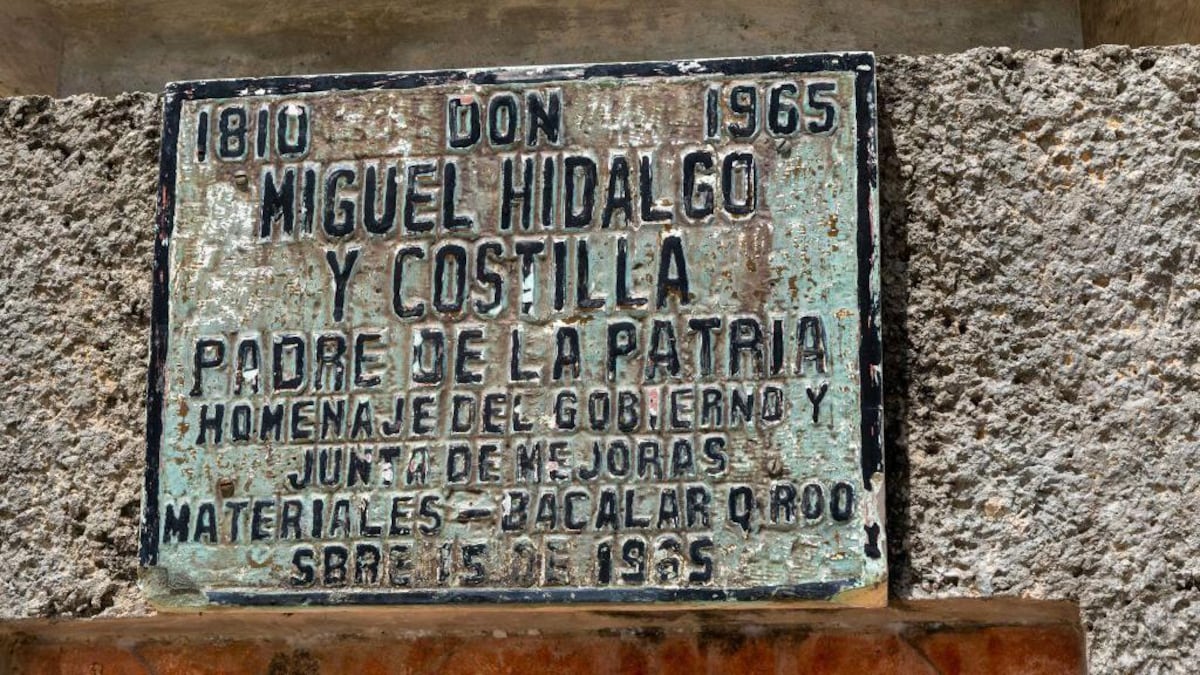 1810 DON 1965
MIGUEL HIDALGO
Y COSTILLA
PADRE DE LA PATRIA
HOMENAJE DEL GOBIERNO Y
JUNTA DE MEJORAS
MATERIALES - BACALAR Q. ROO
SBRE 15 DE 1965